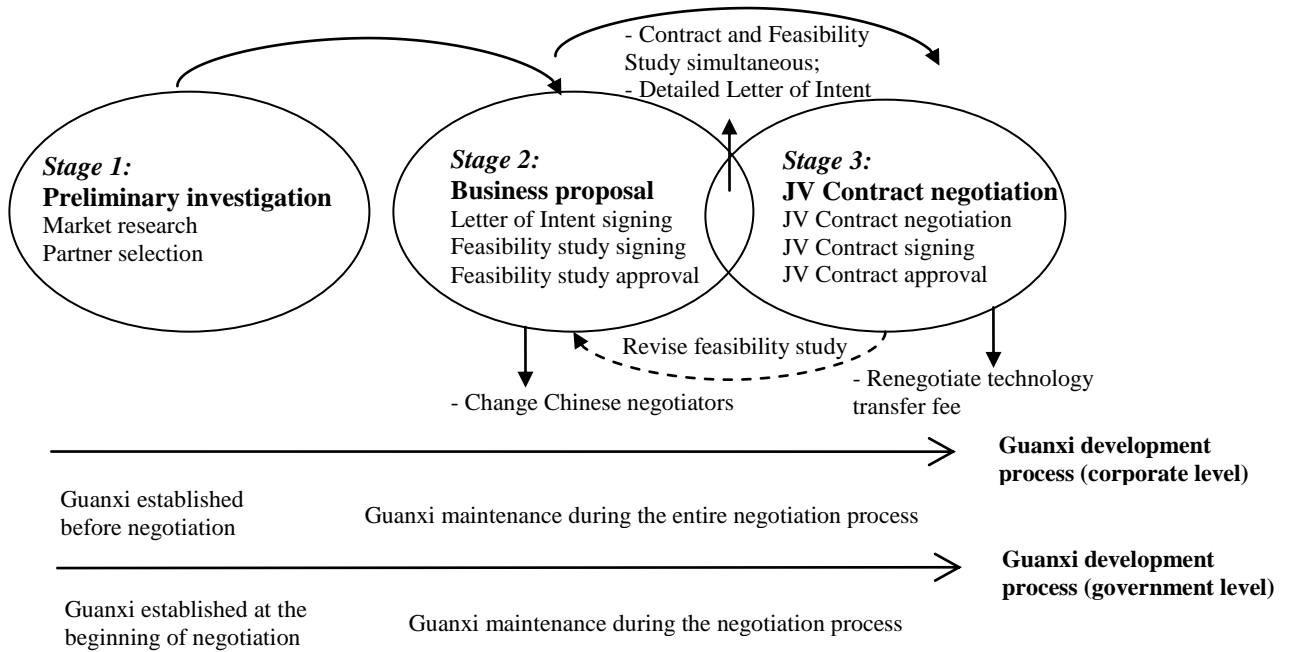 - Contract and Feasibility
Study simultaneous;
- Detailed Letter of Intent
Stage 1:
Preliminary investigation
Market research
Partner selection
Stage 2:
Business proposal
Letter of Intent signing
Feasibility study signing
Feasibility study approval
Stage 3:
JV Contract negotiation
JV Contract negotiation
JV Contract signing
JV Contract approval
Revise feasibility study
- Change Chinese negotiators
- Renegotiate technology
transfer fee
Guanxi development
process (corporate level)
Guanxi established
before negotiation
Guanxi maintenance during the entire negotiation process
Guanxi development
process (government level)
Guanxi established at the
beginning of negotiation
Guanxi maintenance during the negotiation process